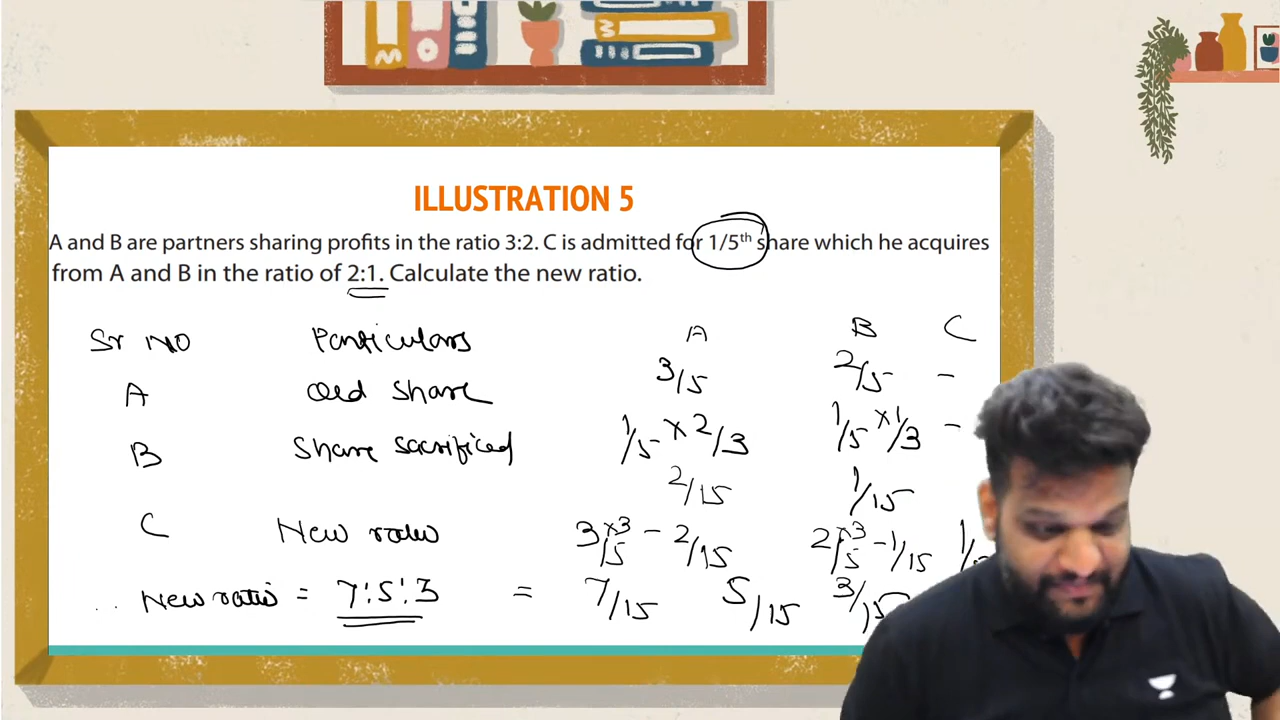 ILLUSTRATION 5
A and B are partners sharing profits in the ratio 3:2. C is admitted for 1/5th share which he acquires
from A and B in the ratio of 2:1. Calculate the new ratio.
Sr No Particulars A B C
A Old share 3/5 2/5 -
B Share sacrificed 1/5 x 2/3 1/5 x 1/3 -
2/15 1/15
C New ratio 3x3/5 - 2/15 2x3/5 - 1/15
New ratio = 7:5:3 = 7/15 5/15 3/15